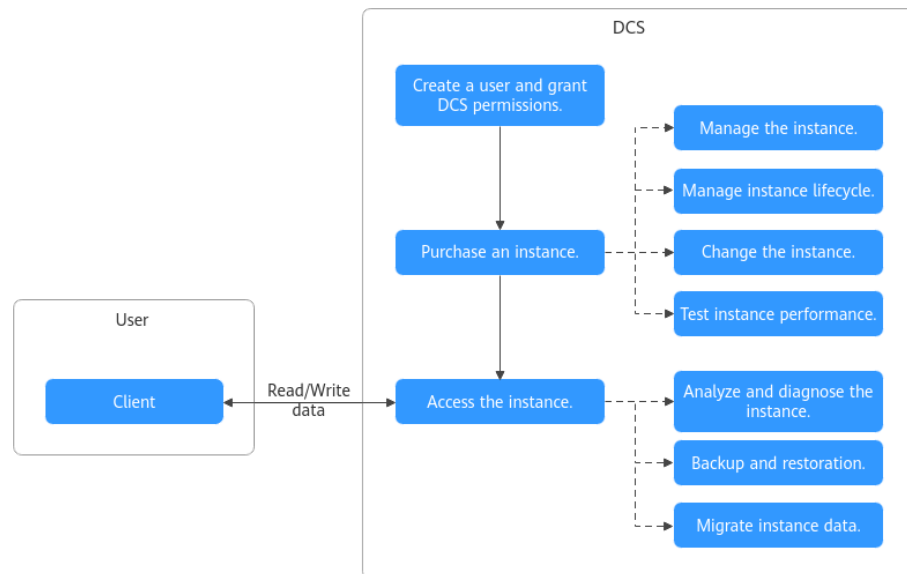 DCS
Create a user and grant
DCS permissions.
Manage the instance.
Manage instance lifecycle.
Purchase an instance.
Change the instance.
Test instance performance.
User
Client
Read/Write
data
Access the instance.
Analyze and diagnose the
instance.
Backup and restoration.
Migrate instance data.